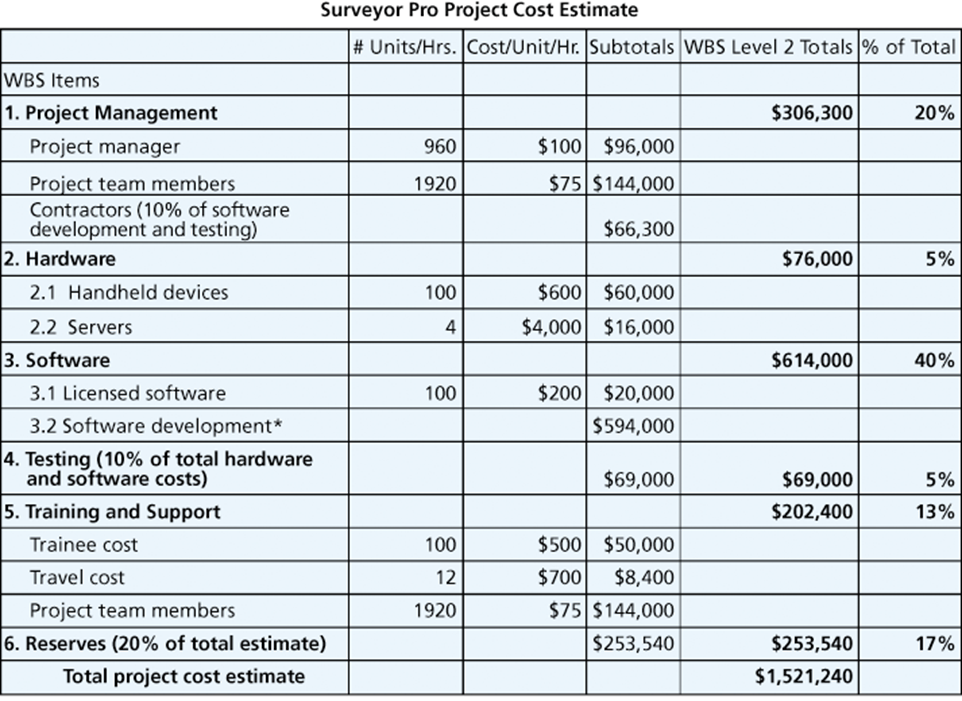 Surveyor Pro Project Cost Estimate
# Units/Hrs. Cost/Unit/Hr. Subtotals WBS Level 2 Totals % of Total
WBS Items
1. Project Management $306,300 20%
Project manager 960 $100 $96,000
Project team members 1920 $75 $144,000
Contractors (10% of software
development and testing) $66,300
2. Hardware $76,000 5%
2.1 Handheld devices 100 $600 $60,000
2.2 Servers 4 $4,000 $16,000
3. Software $614,000 40%
3.1 Licensed software 100 $200 $20,000
3.2 Software development* $594,000
4. Testing (10% of total hardware
and software costs) $69,000 $69,000 5%
5. Training and Support $202,400 13%
Trainee cost 100 $500 $50,000
Travel cost 12 $700 $8,400
Project team members 1920 $75 $144,000
6. Reserves (20% of total estimate) $253,540 $253,540 17%
Total project cost estimate $1,521,240